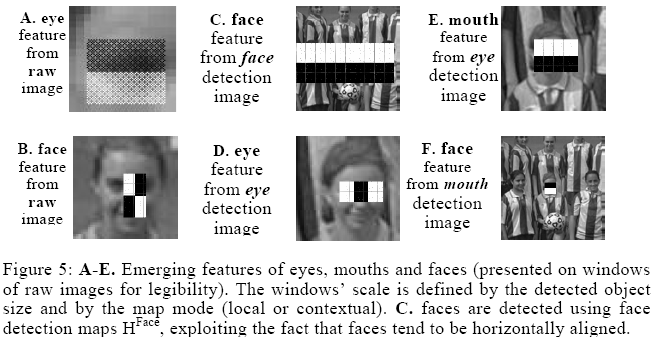 A. eye
feature
from
raw
image
C. face
feature
from face
detection
image
E. mouth
feature
from eye
detection
image
B. face
feature
from
raw
image
D. eye
feature
from eye
detection
image
F. face
feature
from mouth
detection
image
Figure 5: A-E. Emerging features of eyes, mouths and faces (presented on windows
of raw images for legibility). The windows’ scale is defined by the detected object
size and by the map mode (local or contextual). C. faces are detected using face
detection maps H^Face, exploiting the fact that faces tend to be horizontally aligned.